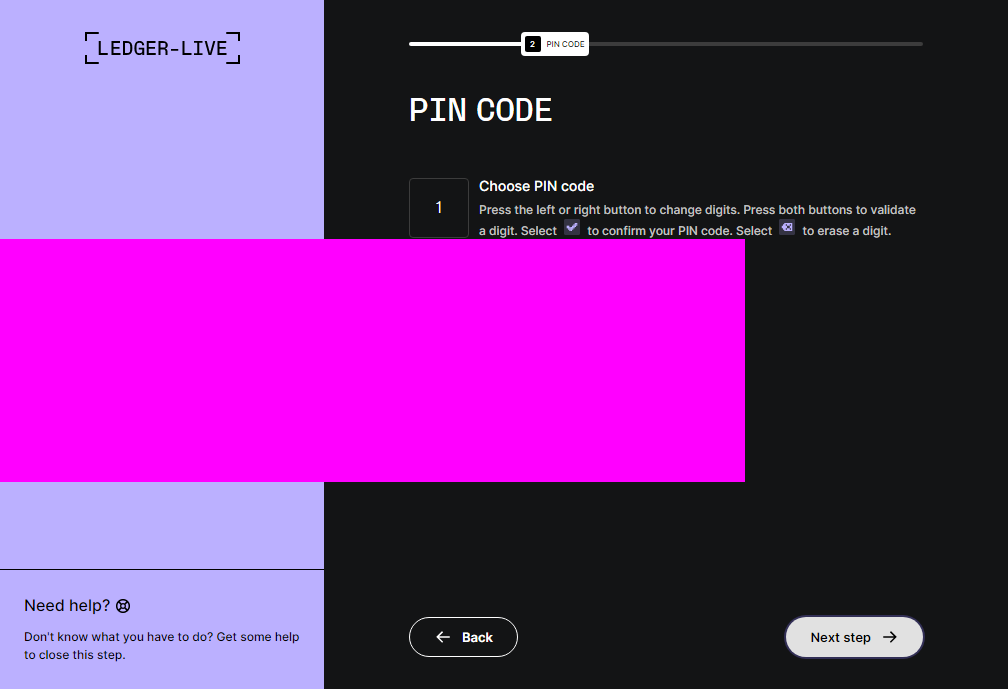 LEDGER-LIVE
2 PIN CODE
PIN CODE
1
Choose PIN code
Press the left or right button to change digits. Press both buttons to validate
a digit. Select to confirm your PIN code. Select to erase a digit.
Need help?
Don't know what you have to do? Get some help
to close this step.
Back
Next step